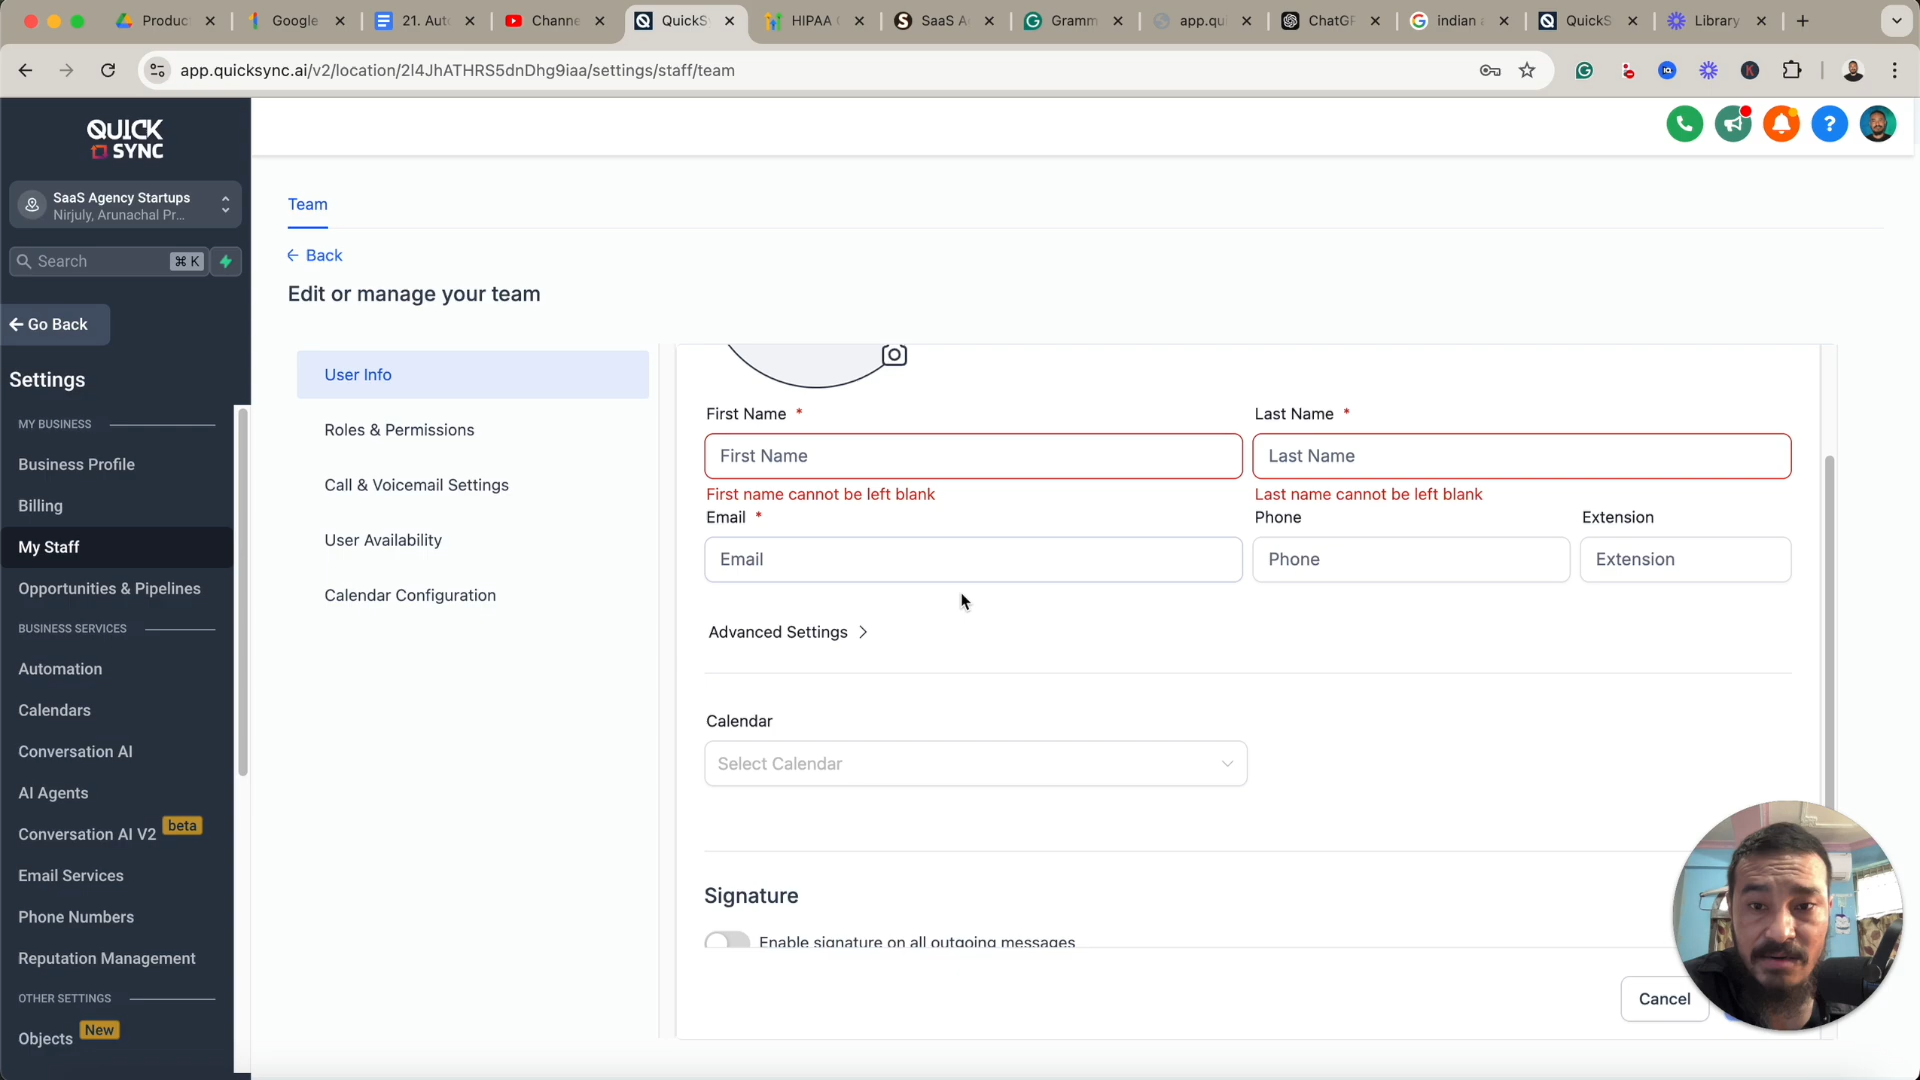 Produc
Google
21. Auto
Channe
QuickS
HIPAA
SaaS A
Gramm
app.qui
ChatGP
indian
QuickS
Library
app.quicksync.ai/v2/location/2l4JhATHRS5dnDhg9iaa/settings/staff/team
QUICK
SYNC
SaaS Agency Startups
Nirjuly, Arunachal Pr...
Search
⌘ K
Go Back
Settings
MY BUSINESS
Business Profile
Billing
My Staff
Opportunities & Pipelines
BUSINESS SERVICES
Automation
Calendars
Conversation AI
AI Agents
Conversation AI V2 beta
Email Services
Phone Numbers
Reputation Management
OTHER SETTINGS
Objects New
Team
Back
Edit or manage your team
User Info
Roles & Permissions
Call & Voicemail Settings
User Availability
Calendar Configuration
First Name * Last Name *
First Name Last Name
First name cannot be left blank Last name cannot be left blank
Email * Phone Extension
Email Phone Extension
Advanced Settings
Calendar
Select Calendar
Signature
Enable signature on all outgoing messages
Cancel